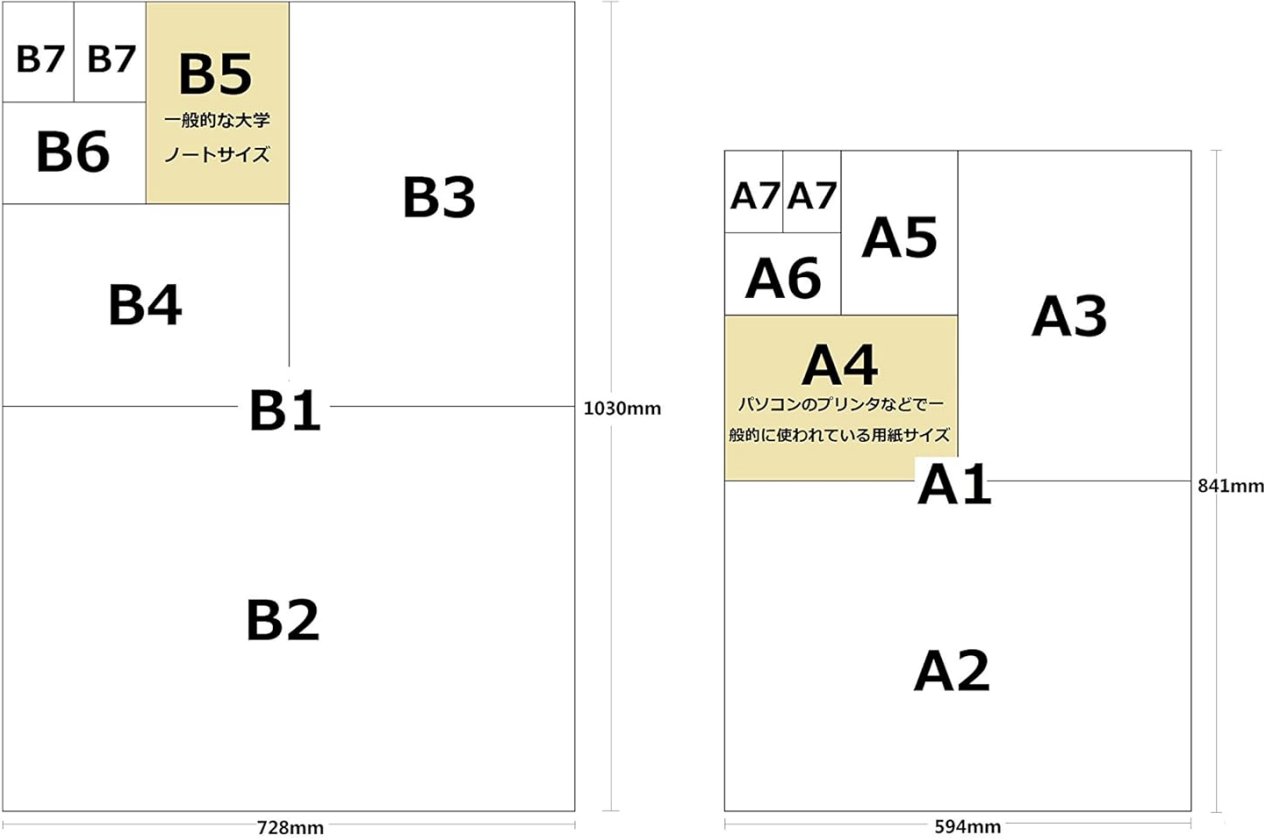 B7
B7
B5
一般的な大学
ノートサイズ
B6
B3
B4
B1
1030mm
B2
728mm
A7
A7
A5
A6
A3
A4
パソコンのプリンタなどで一
般的に使われている用紙サイズ
A1
841mm
A2
594mm